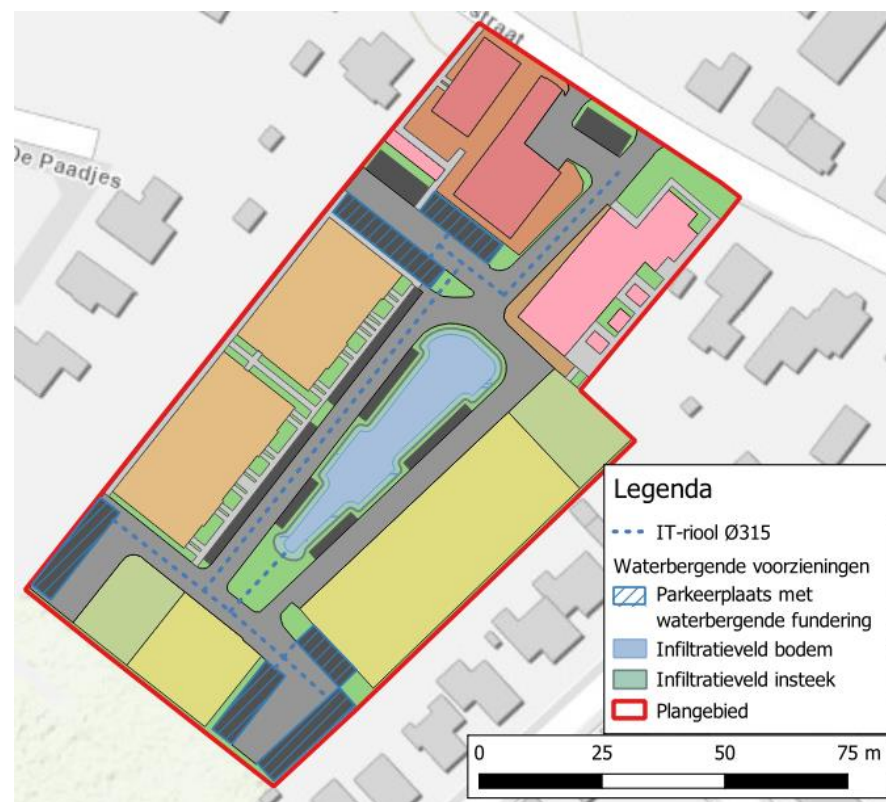 straat
De Paadjes
Legenda
IT-riool Ø315
Waterbergende voorzieningen
Parkeerplaats met
waterbergende fundering
Infiltratieveld bodem
Infiltratieveld insteek
Plangebied
0 25 50 75 m